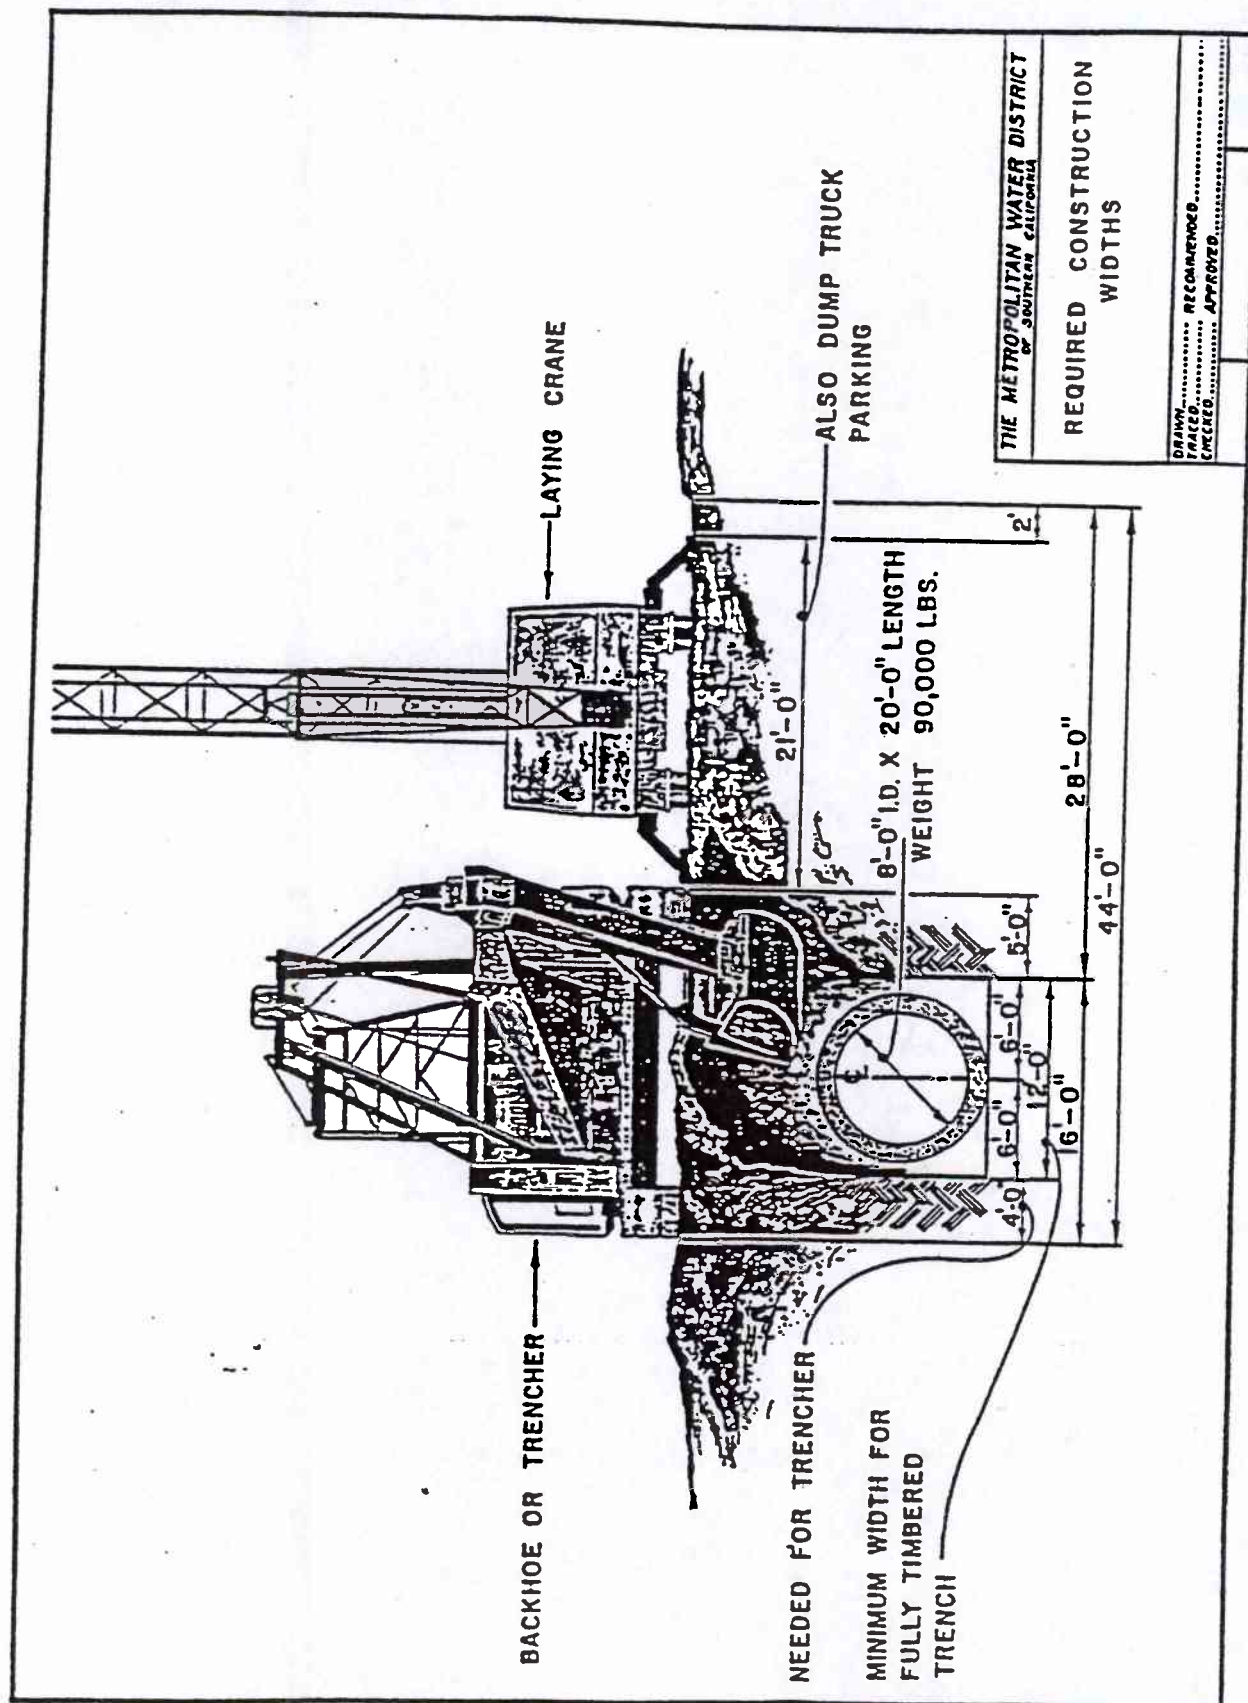 LAYING CRANE
BACKHOE OR TRENCHER
ALSO DUMP TRUCK
PARKING
21'-0"
8'-0" I.D. X 20'-0" LENGTH
WEIGHT 90,000 LBS.
NEEDED FOR TRENCHER
MINIMUM WIDTH FOR
FULLY TIMBERED
TRENCH
4'-0
6'-0"
6'-0"
5'-0"
2'
12'-0"
16'-0"
28'-0"
44'-0"
THE METROPOLITAN WATER DISTRICT
OF SOUTHERN CALIFORNIA
REQUIRED CONSTRUCTION
WIDTHS
DRAWN............
TRACED............ RECOMMENDED............
CHECKED............ APPROVED............